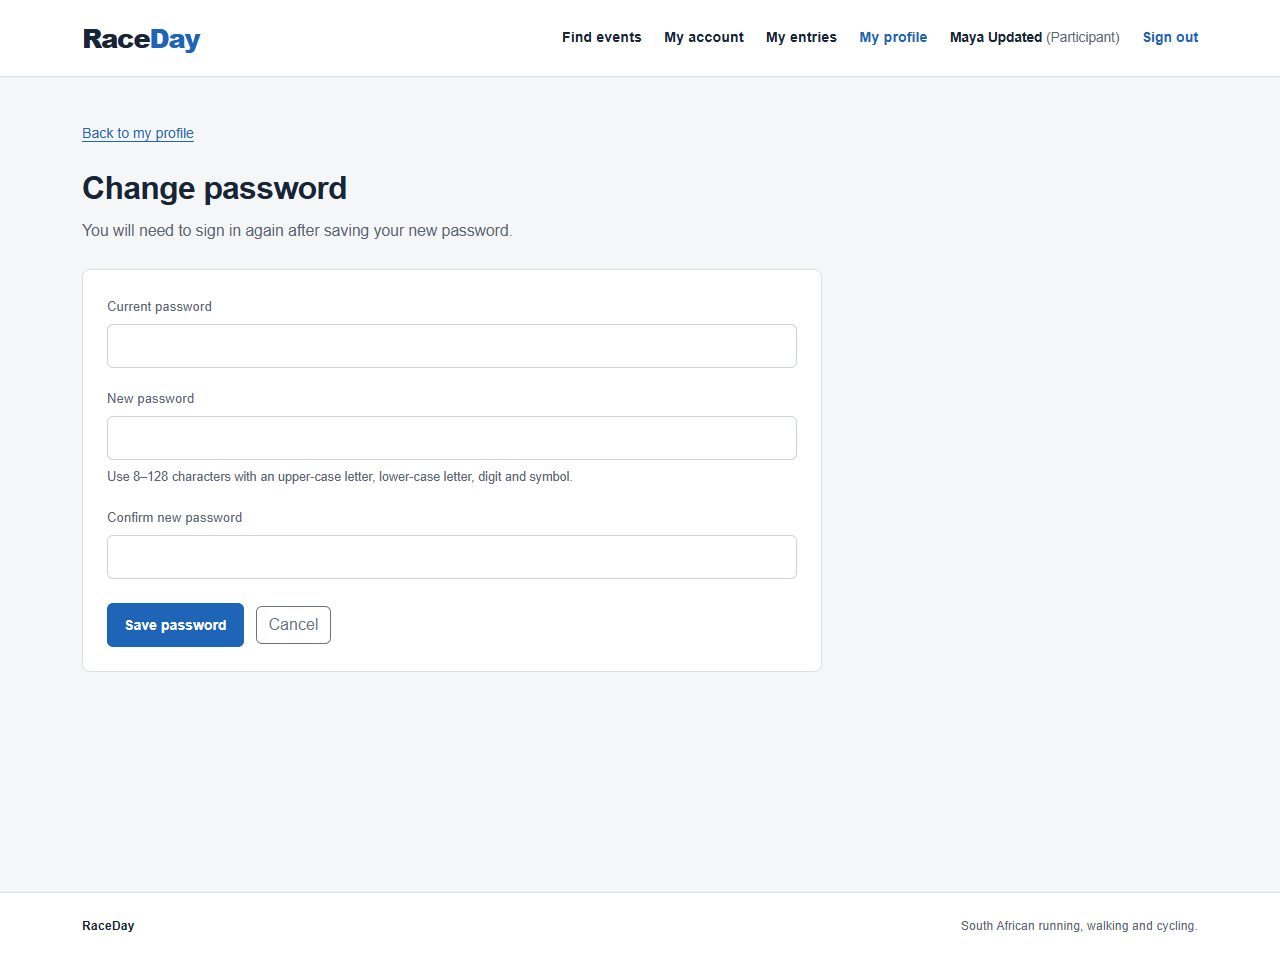 RaceDay
Find events My account My entries My profile Maya Updated (Participant) Sign out
Back to my profile
Change password
You will need to sign in again after saving your new password.
Current password
New password
Use 8–128 characters with an upper-case letter, lower-case letter, digit and symbol.
Confirm new password
Save password Cancel
RaceDay South African running, walking and cycling.